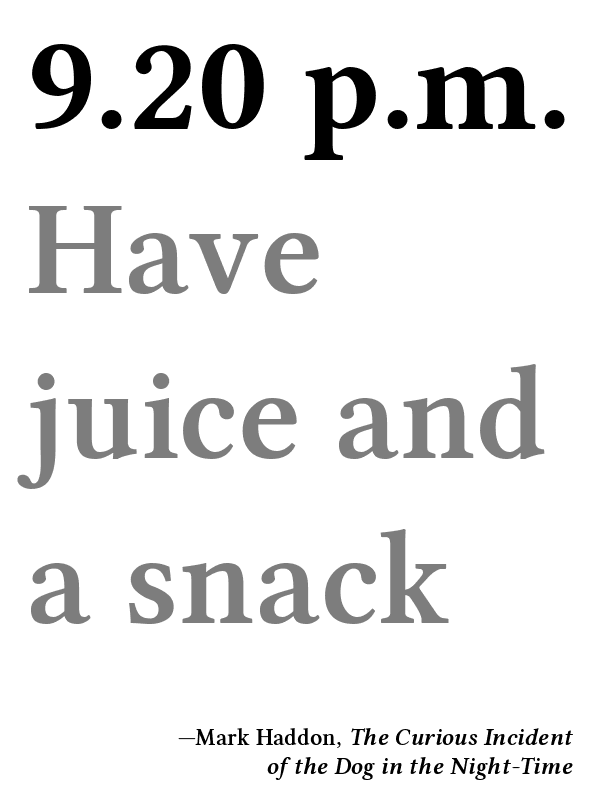 9.20 p.m.
Have
juice and
a snack
—Mark Haddon, The Curious Incident
of the Dog in the Night-Time